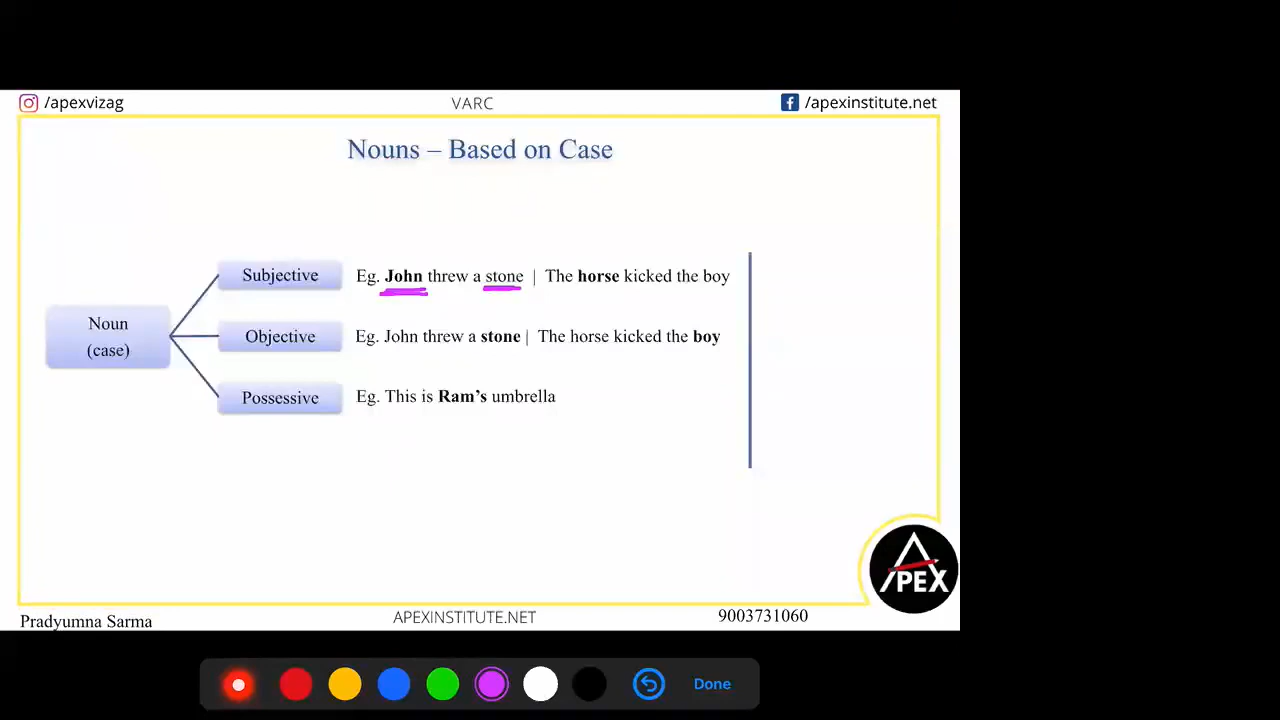 /apexvizag VARC /apexinstitute.net
Nouns – Based on Case
Subjective Eg. John threw a stone | The horse kicked the boy
Noun
(case)
Objective Eg. John threw a stone | The horse kicked the boy
Possessive Eg. This is Ram’s umbrella
APEX
Pradyumna Sarma APEXINSTITUTE.NET 9003731060
Done